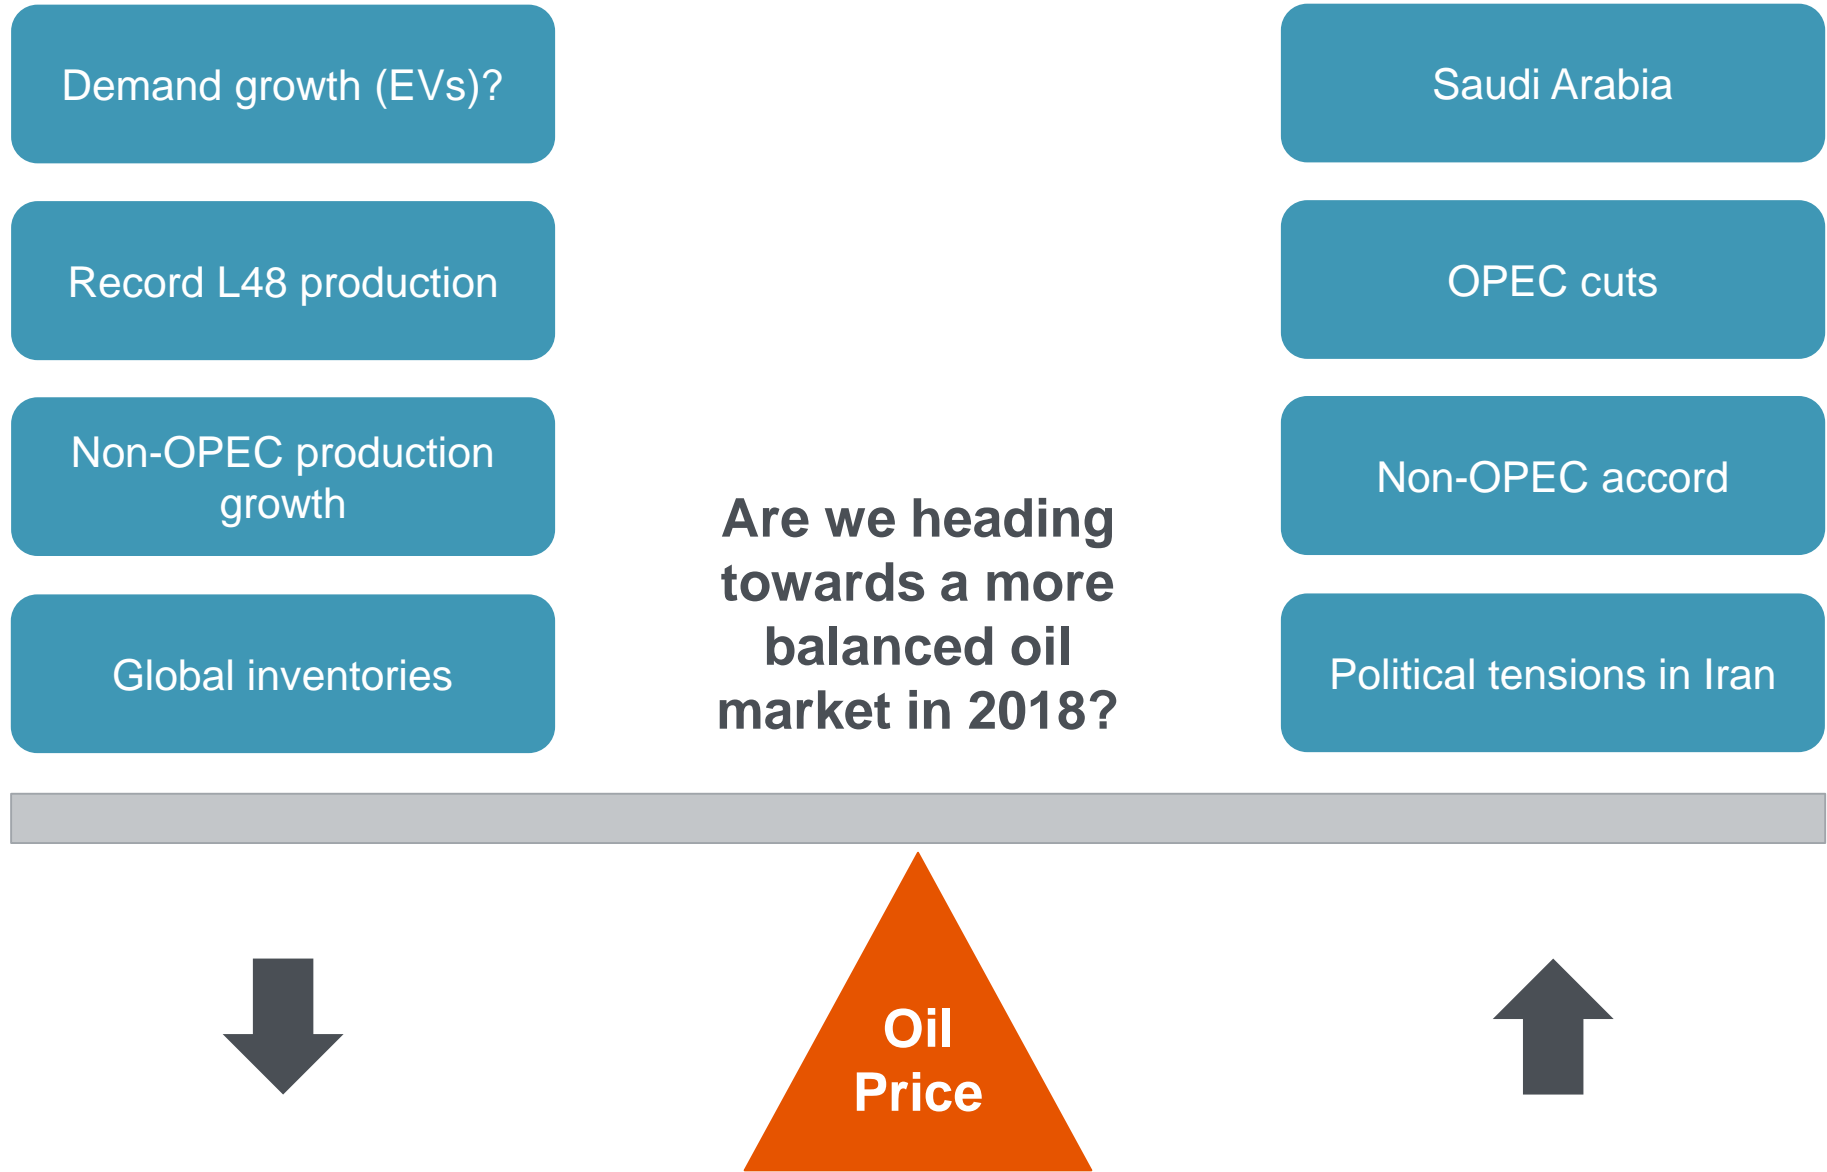 Demand growth (EVs)?
Record L48 production
Non-OPEC production
growth
Global inventories
Are we heading
towards a more
balanced oil
market in 2018?
Saudi Arabia
OPEC cuts
Non-OPEC accord
Political tensions in Iran
Oil
Price